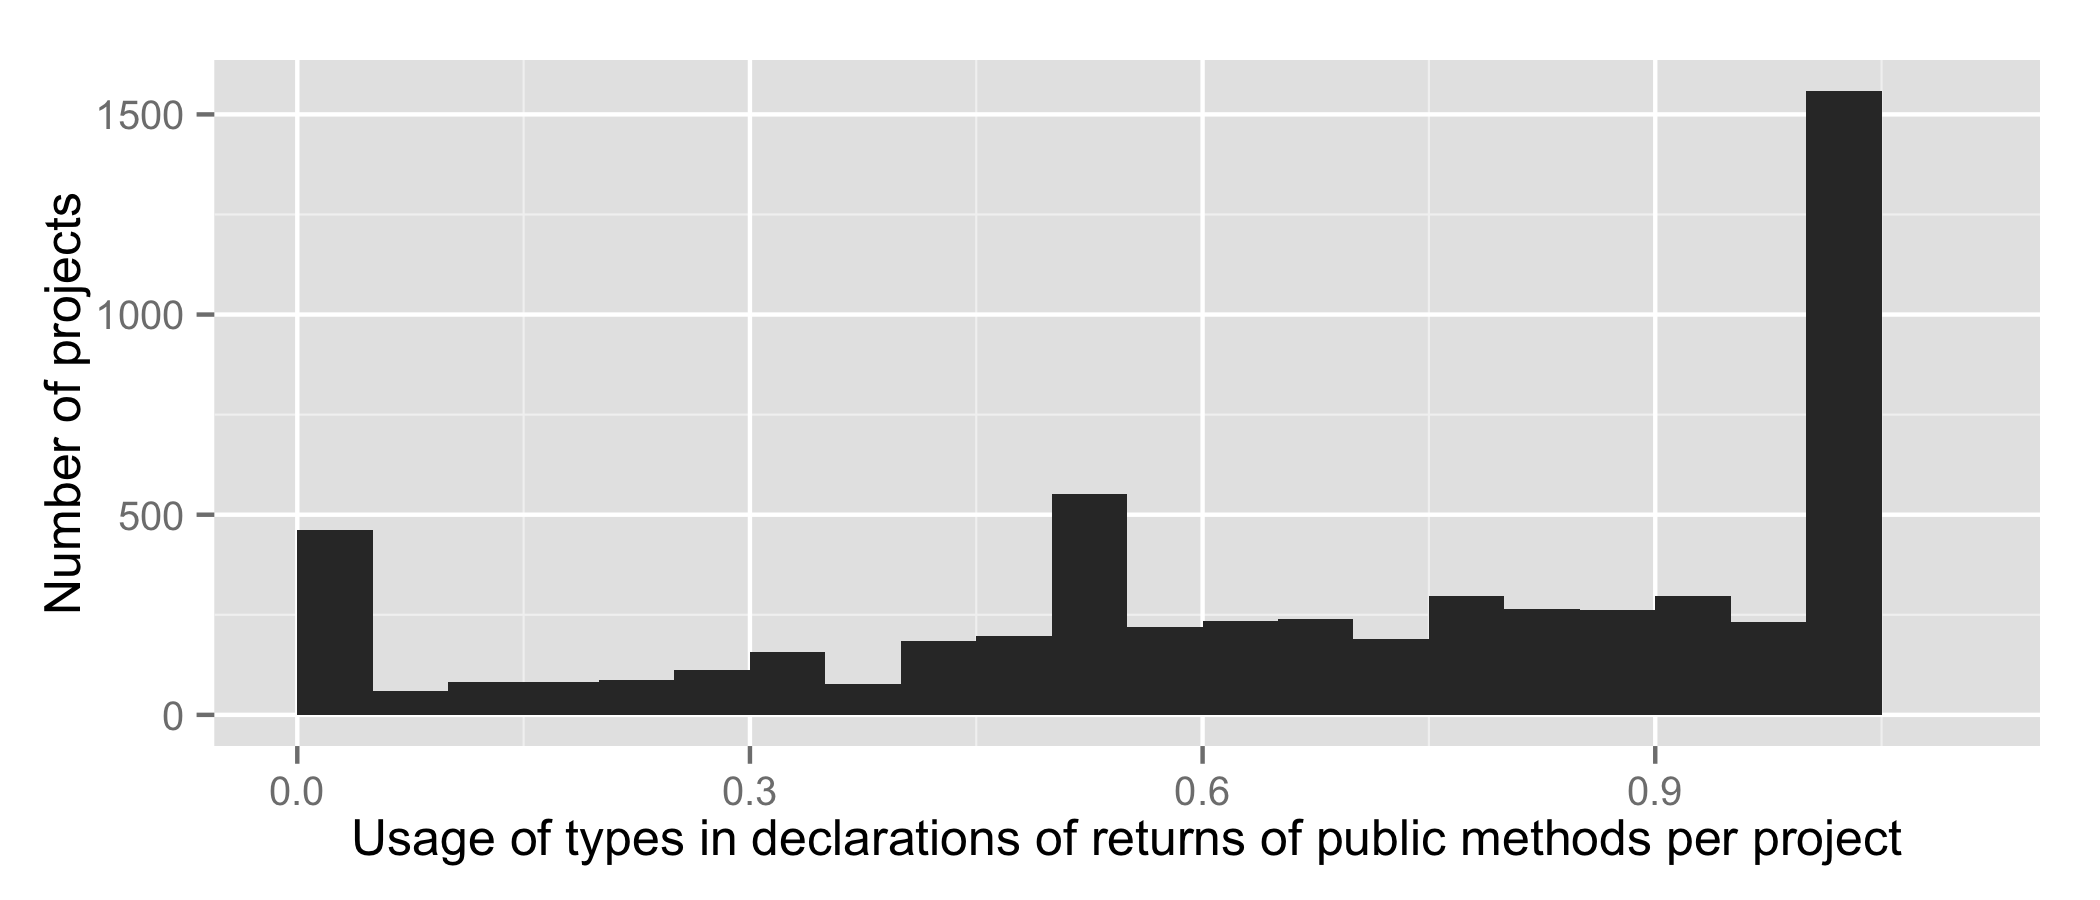 Number of projects
1500
1000
500
0
0.0 0.3 0.6 0.9
Usage of types in declarations of returns of public methods per project